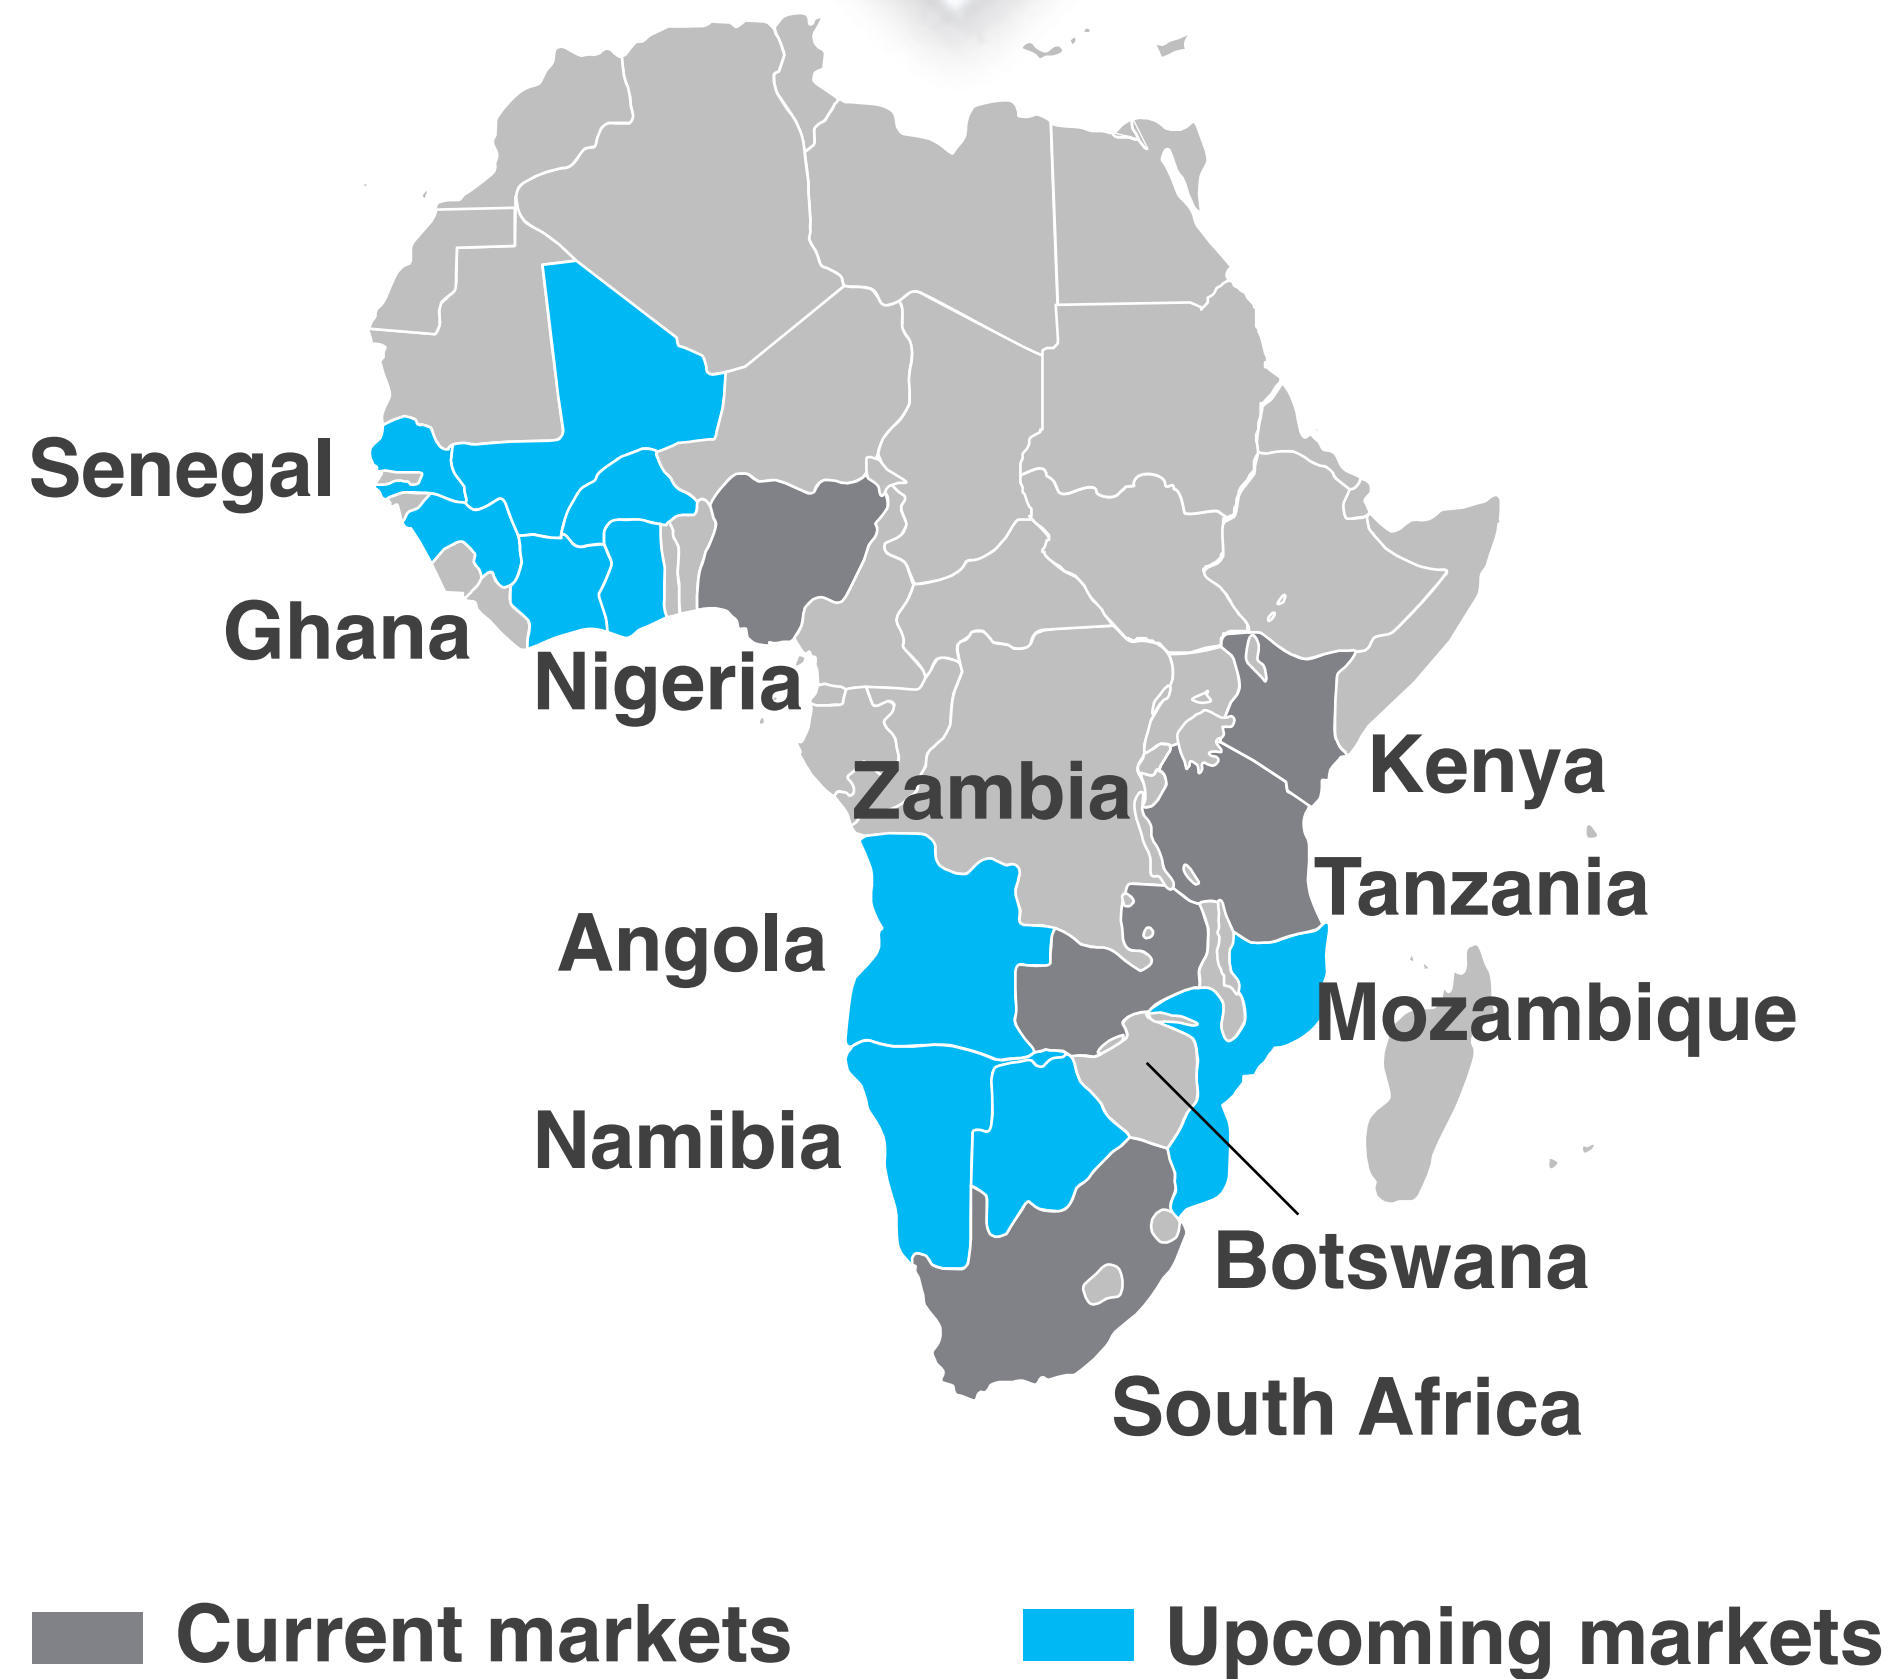 Senegal
Ghana
Nigeria
Zambia
Kenya
Tanzania
Angola
Mozambique
Namibia
Botswana
South Africa
Current markets
Upcoming markets